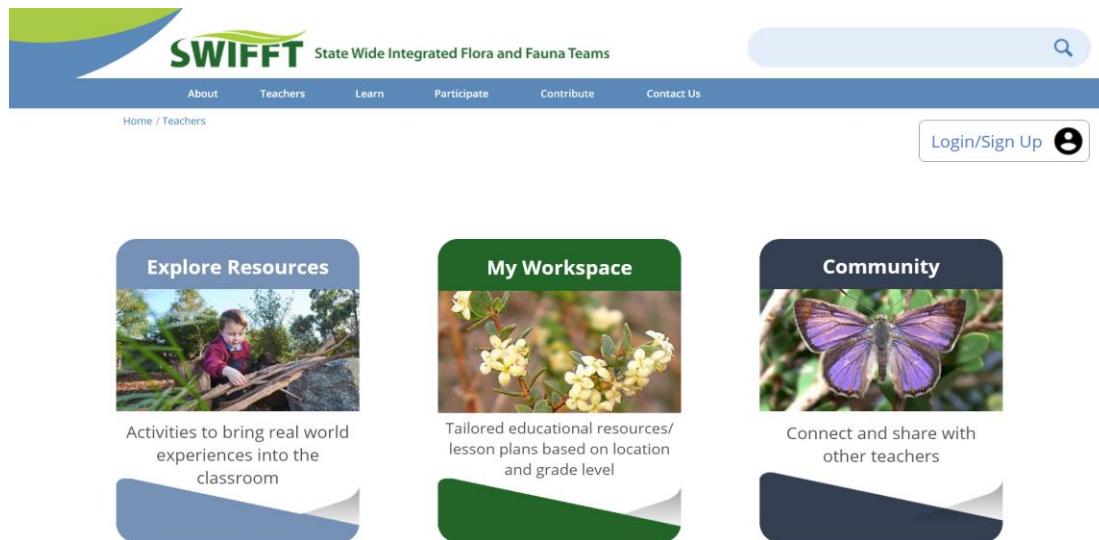 SWIFFT State Wide Integrated Flora and Fauna Teams
About Teachers Learn Participate Contribute Contact Us
Home / Teachers
Login/Sign Up
Explore Resources
Activities to bring real world
experiences into the
classroom
My Workspace
Tailored educational resources/
lesson plans based on location
and grade level
Community
Connect and share with
other teachers